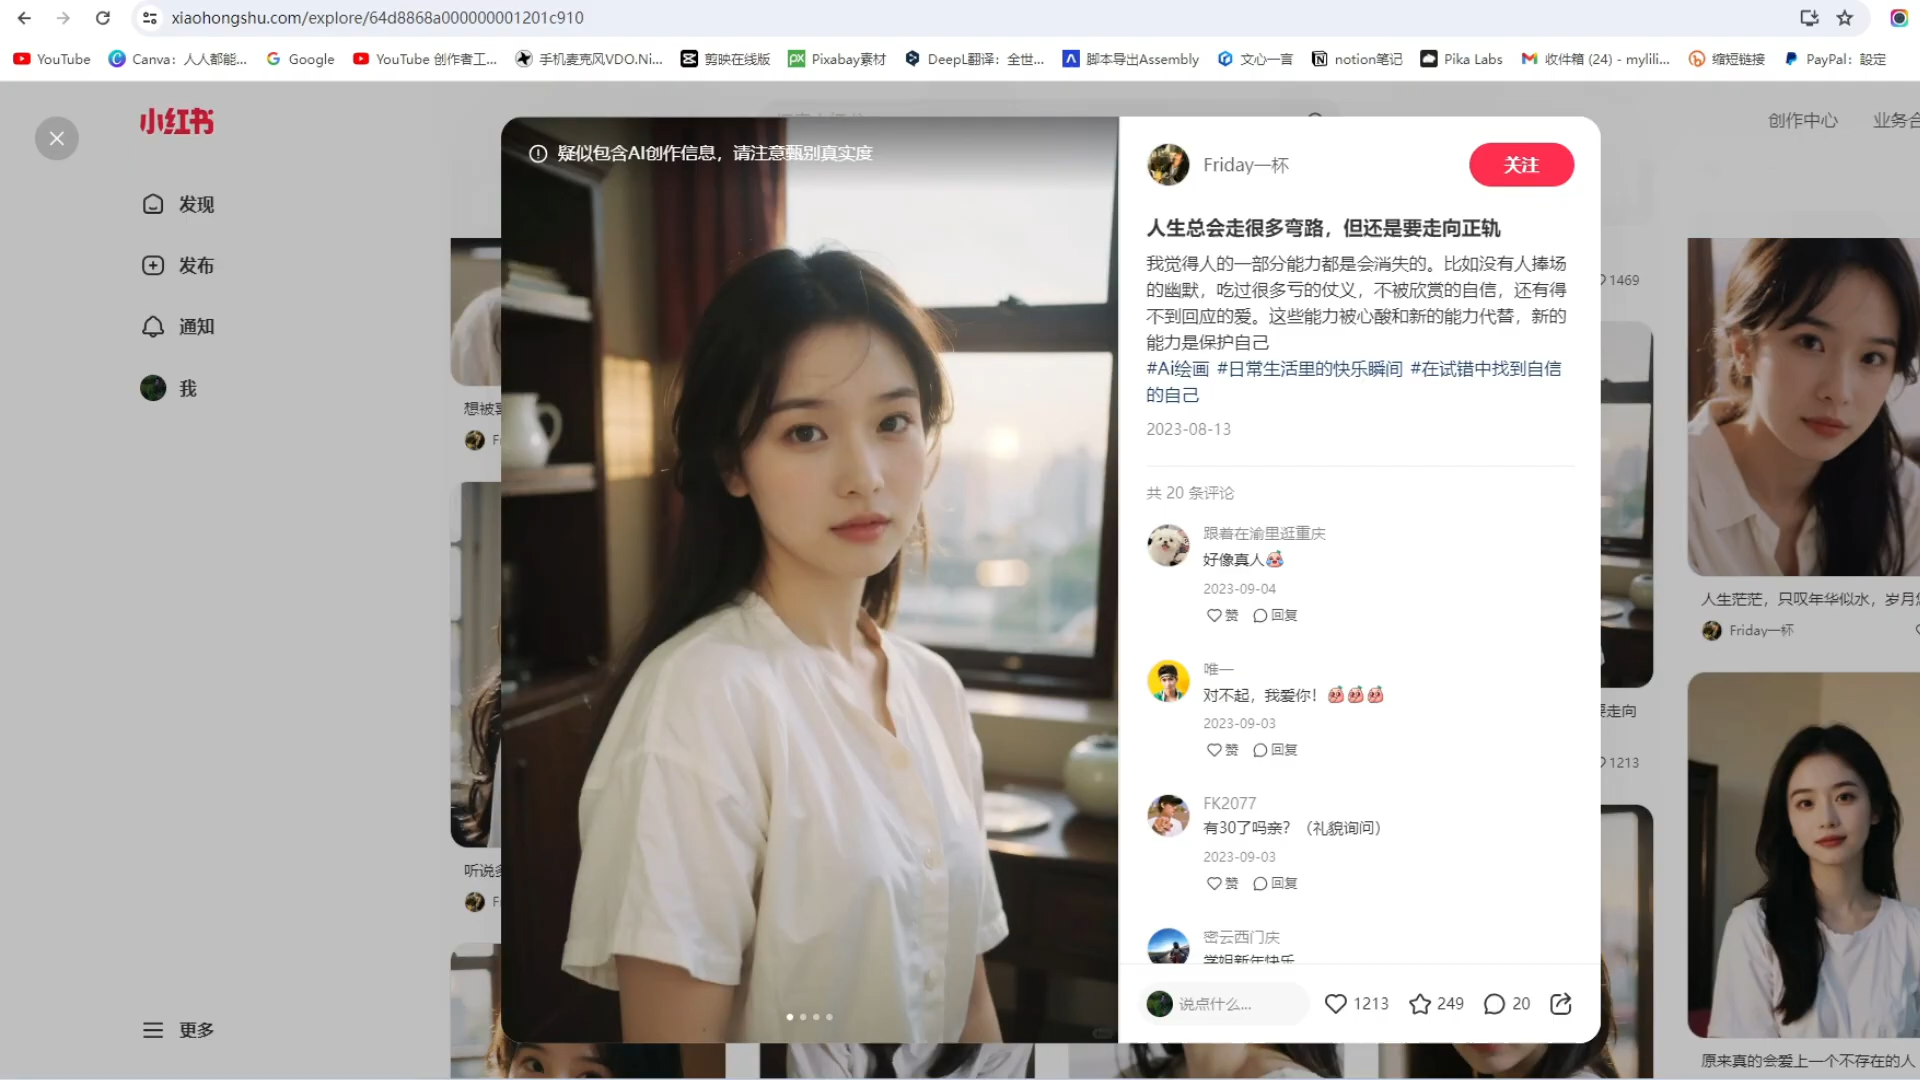 xiaohongshu.com/explore/64d8868a000000001201c910
YouTube
Canva：人人都能...
Google
YouTube 创作者工...
手机麦克风VDO.Ni...
剪映在线版
Pixabay素材
DeepL翻译：全世...
脚本导出Assembly
文心一言
notion笔记
Pika Labs
收件箱 (24) - mylili...
缩短链接
PayPal：設定
小红书
创作中心
业务合
发现
发布
通知
我
更多
疑似包含AI创作信息，请注意甄别真实度
Friday一杯
关注
人生总会走很多弯路，但还是要走向正轨
我觉得人的一部分能力都是会消失的。比如没有人捧场
的幽默，吃过很多亏的仗义，不被欣赏的自信，还有得
不到回应的爱。这些能力被心酸和新的能力代替，新的
能力是保护自己
#Ai绘画 #日常生活里的快乐瞬间 #在试错中找到自信
的自己
2023-08-13
共 20 条评论
跟着在渝里逛重庆
好像真人
2023-09-04
赞 回复
唯一
对不起，我爱你！
2023-09-03
赞 回复
FK2077
有30了吗亲？（礼貌询问）
2023-09-03
赞 回复
密云西门庆
学姐新年快乐
说点什么...
1213
249
20
想被
听说
1469
要走向
1213
人生茫茫，只叹年华似水，岁月
Friday一杯
原来真的会爱上一个不存在的人